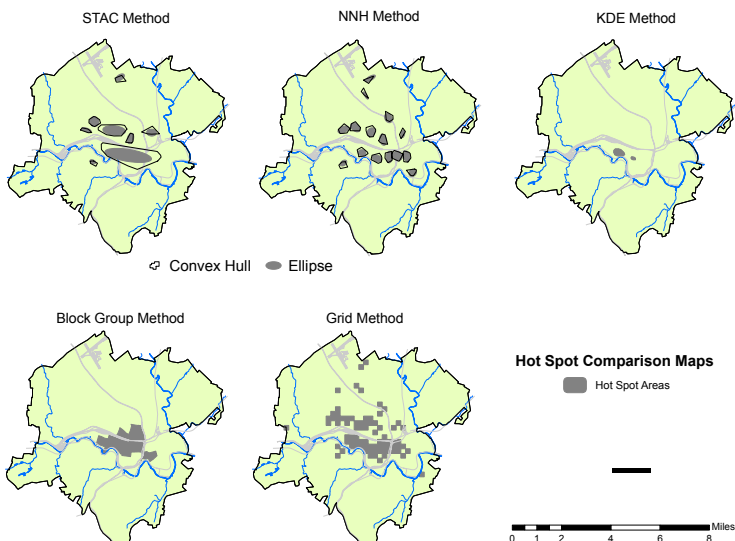 STAC Method
NNH Method
KDE Method
Convex Hull
Ellipse
Block Group Method
Grid Method
Hot Spot Comparison Maps
Hot Spot Areas
Miles
0 1 2 4 6 8